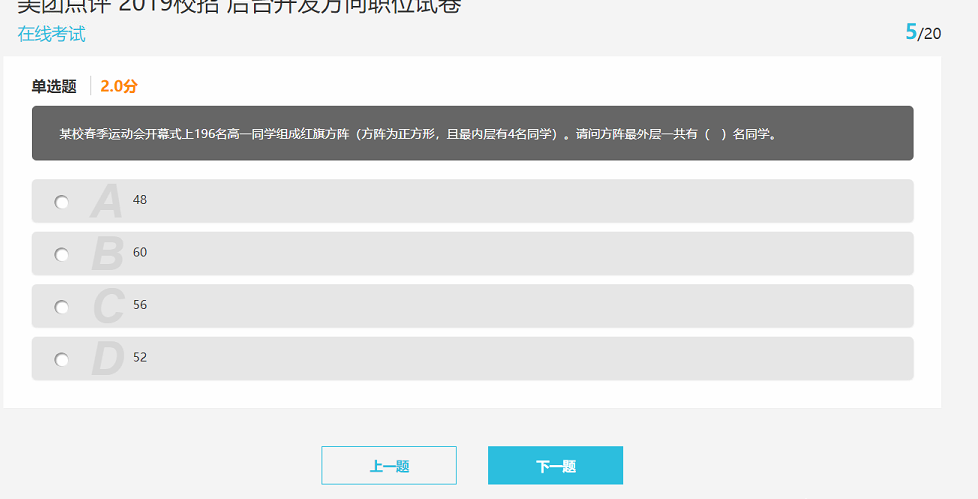 美团点评 2019校招 后台开发方向职位试卷
在线考试
5/20
单选题 2.0分
某校春季运动会开幕式上196名高一同学组成红旗方阵（方阵为正方形，且最内层有4名同学）。请问方阵最外层一共有（ ）名同学。
A 48
B 60
C 56
D 52
上一题 下一题